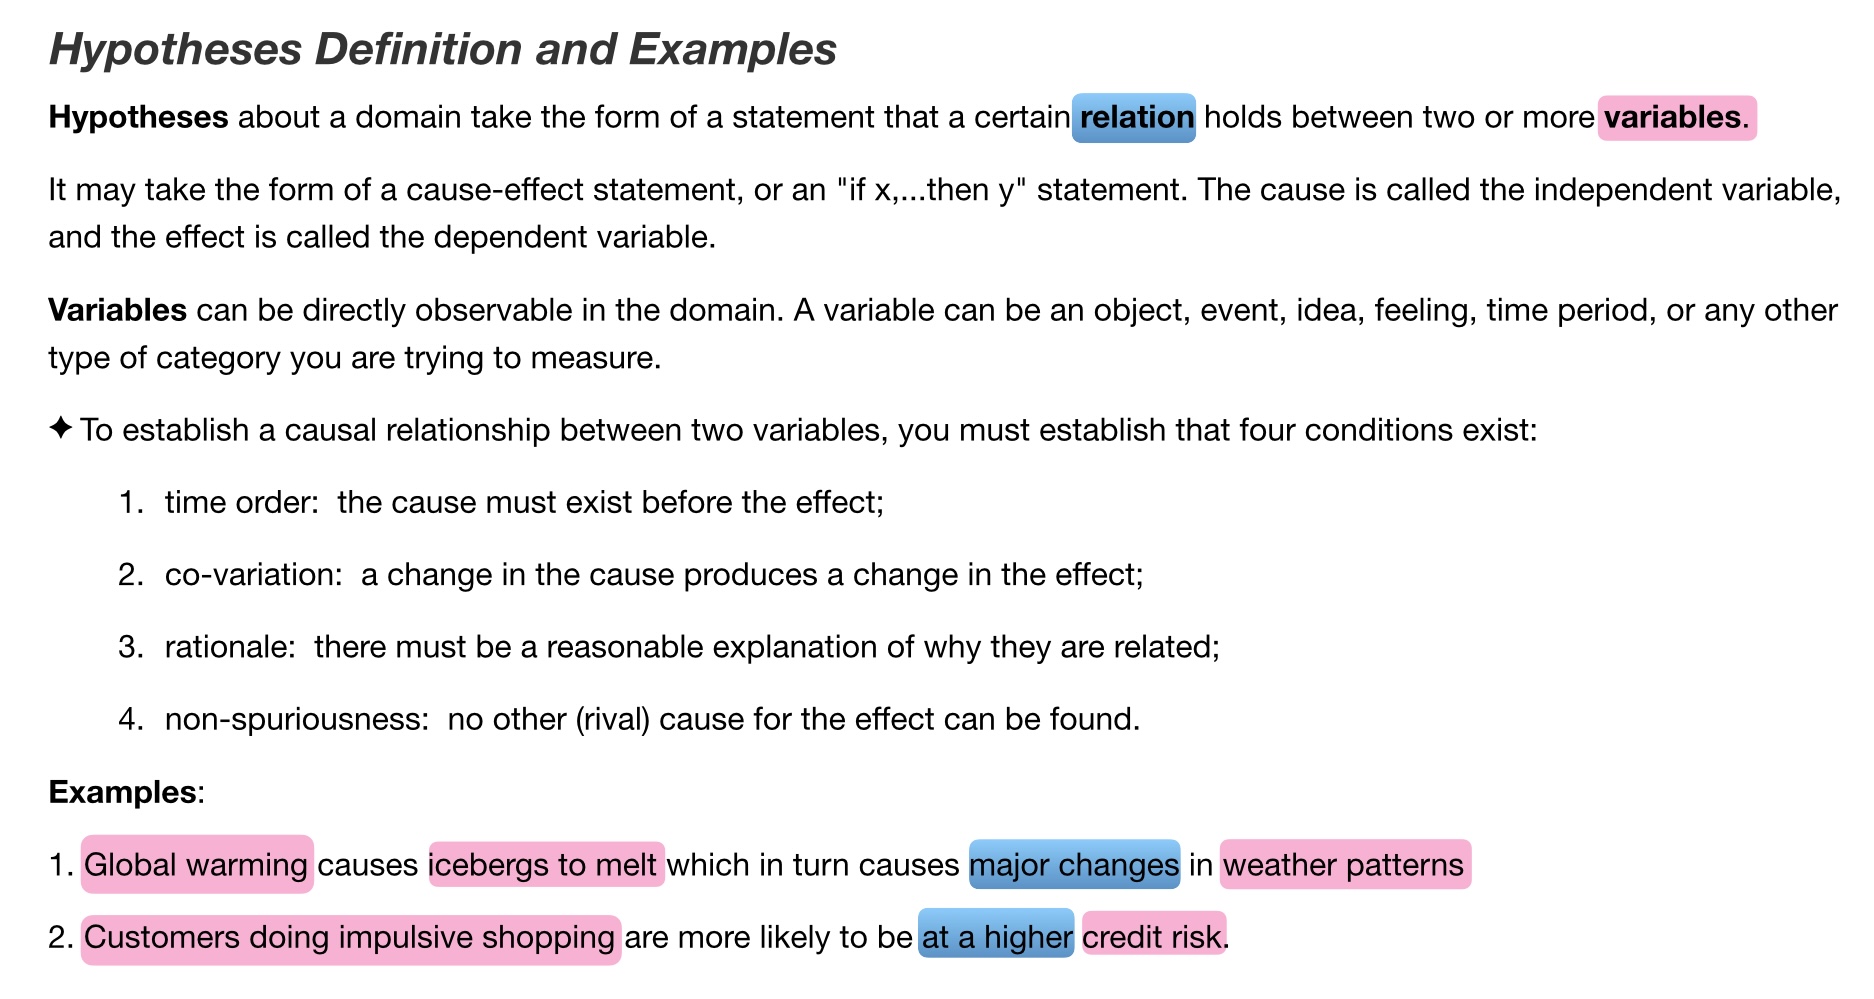 Hypotheses Definition and Examples
Hypotheses about a domain take the form of a statement that a certain relation holds between two or more variables.
It may take the form of a cause-effect statement, or an "if x,...then y" statement. The cause is called the independent variable,
and the effect is called the dependent variable.
Variables can be directly observable in the domain. A variable can be an object, event, idea, feeling, time period, or any other
type of category you are trying to measure.
✦ To establish a causal relationship between two variables, you must establish that four conditions exist:
1. time order:  the cause must exist before the effect;
2. co-variation:  a change in the cause produces a change in the effect;
3. rationale:  there must be a reasonable explanation of why they are related;
4. non-spuriousness:  no other (rival) cause for the effect can be found.
Examples:
1. Global warming causes icebergs to melt which in turn causes major changes in weather patterns
2. Customers doing impulsive shopping are more likely to be at a higher credit risk.